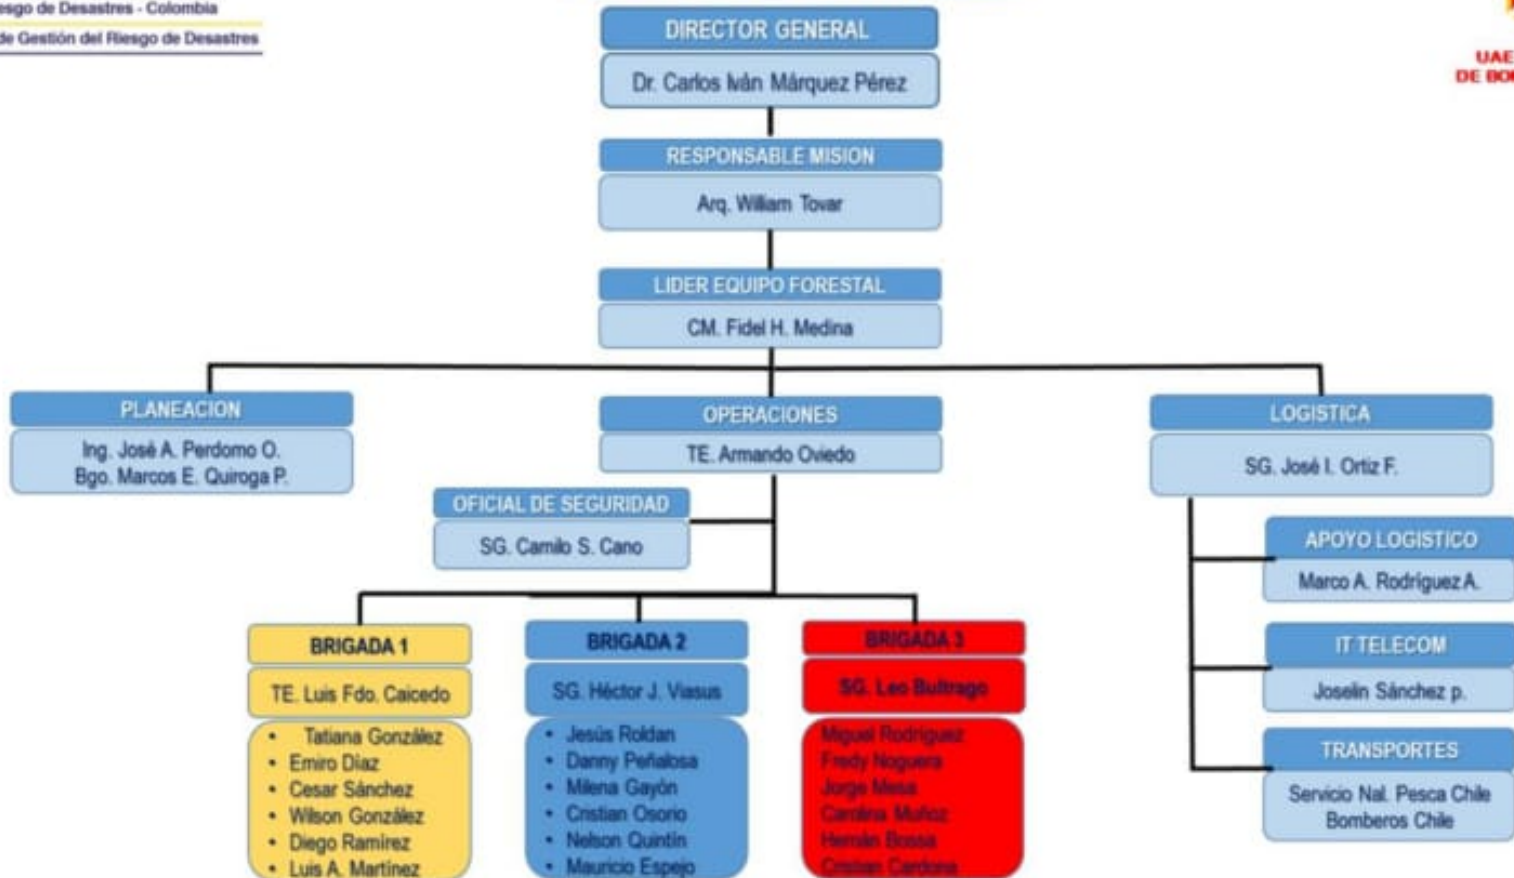 esgo de Desastres - Colombia
de Gestión del Riesgo de Desastres
UAE
DIRECTOR GENERAL
Dr. Carlos Iván Márquez Pérez
RESPONSABLE MISION
Arq. William Tovar
LIDER EQUIPO FORESTAL
CM. Fidel H. Medina
PLANEACION
Ing. José A. Perdomo O.
Bgo. Marcos E. Quiroga P.
OPERACIONES
TE. Armando Oviedo
LOGISTICA
SG. José I. Ortiz F.
OFICIAL DE SEGURIDAD
SG. Camilo S. Cano
APOYO LOGISTICO
Marco A. Rodríguez A.
IT TELECOM
Joselin Sánchez p.
TRANSPORTES
Servicio Nal. Pesca Chile
Bomberos Chile
BRIGADA 1
TE. Luis Fdo. Caicedo
• Tatiana González
• Emiro Díaz
• Cesar Sánchez
• Wilson González
• Diego Ramírez
• Luis A. Martínez
BRIGADA 2
SG. Héctor J. Viasus
• Jesús Roldan
• Danny Peñalosa
• Milena Gayón
• Cristian Osorio
• Nelson Quintín
• Mauricio Espejo
BRIGADA 3
SG. Leo Buitrago
Miguel Rodríguez
Fredy Noguera
Jorge Mesa
Carolina Muñoz
Hernán Bossa
Cristian Cardona